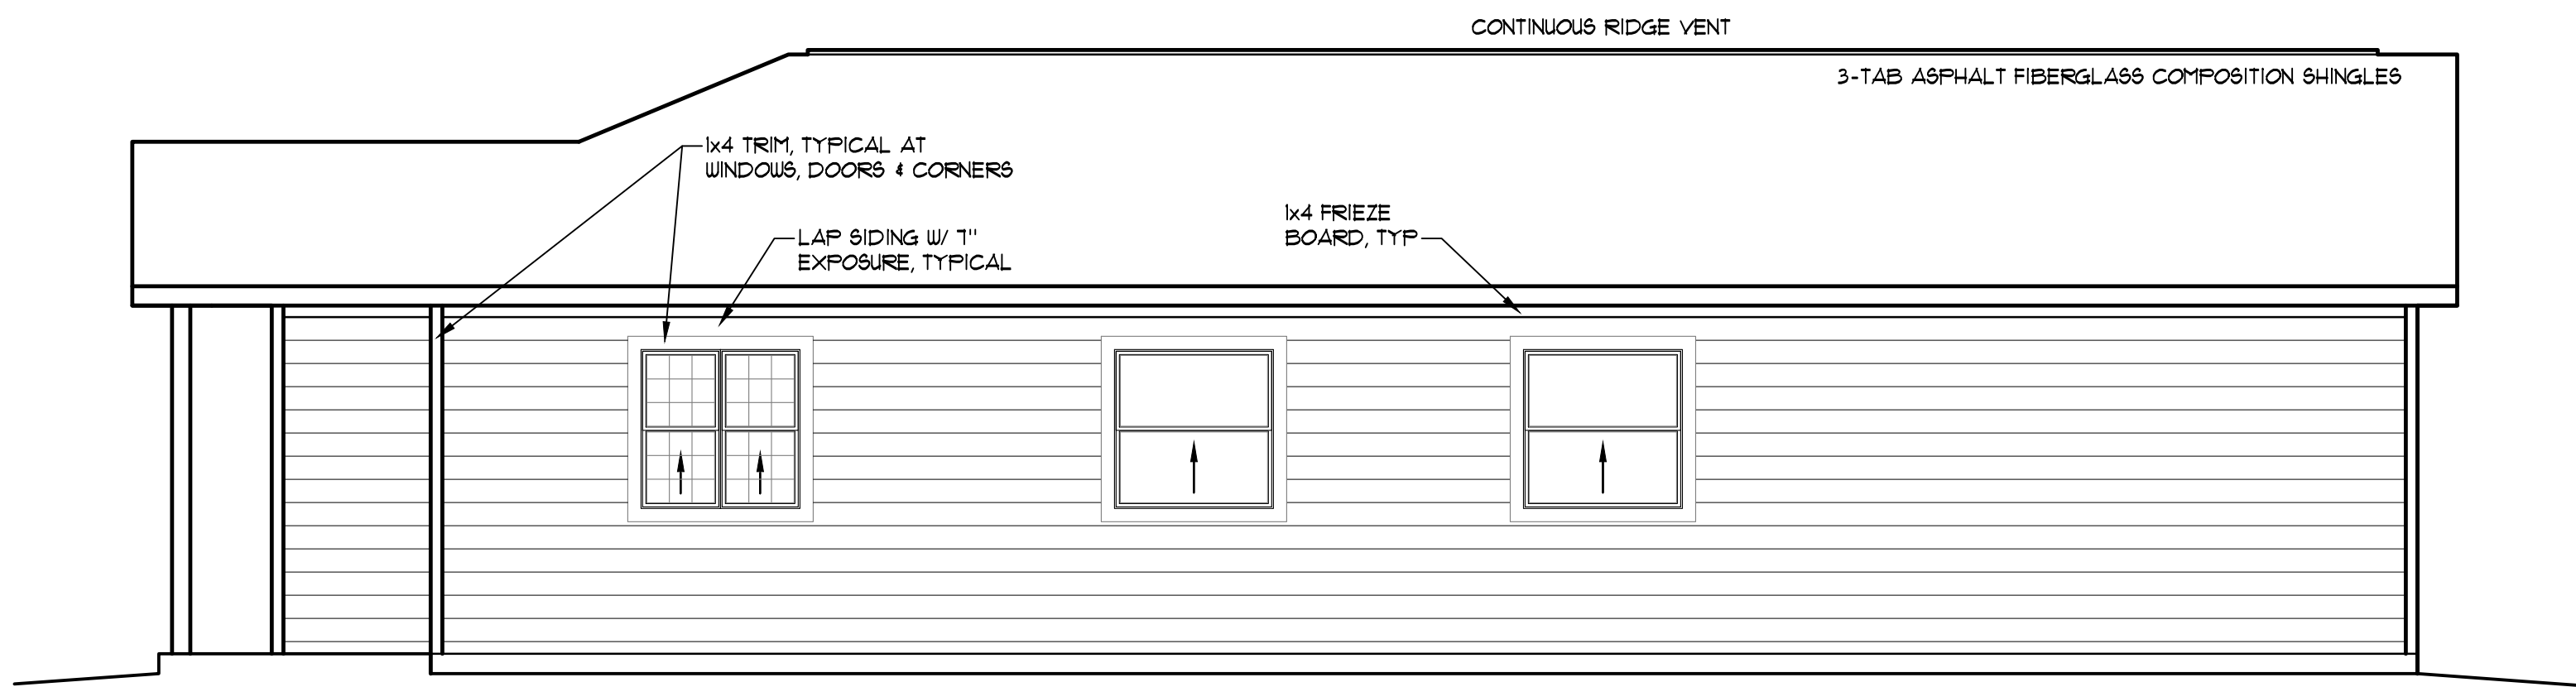 CONTINUOUS RIDGE VENT
3-TAB ASPHALT FIBERGLASS COMPOSITION SHINGLES
1x4 TRIM, TYPICAL AT
WINDOWS, DOORS & CORNERS
LAP SIDING W/ 7"
EXPOSURE, TYPICAL
1x4 FRIEZE
BOARD, TYP